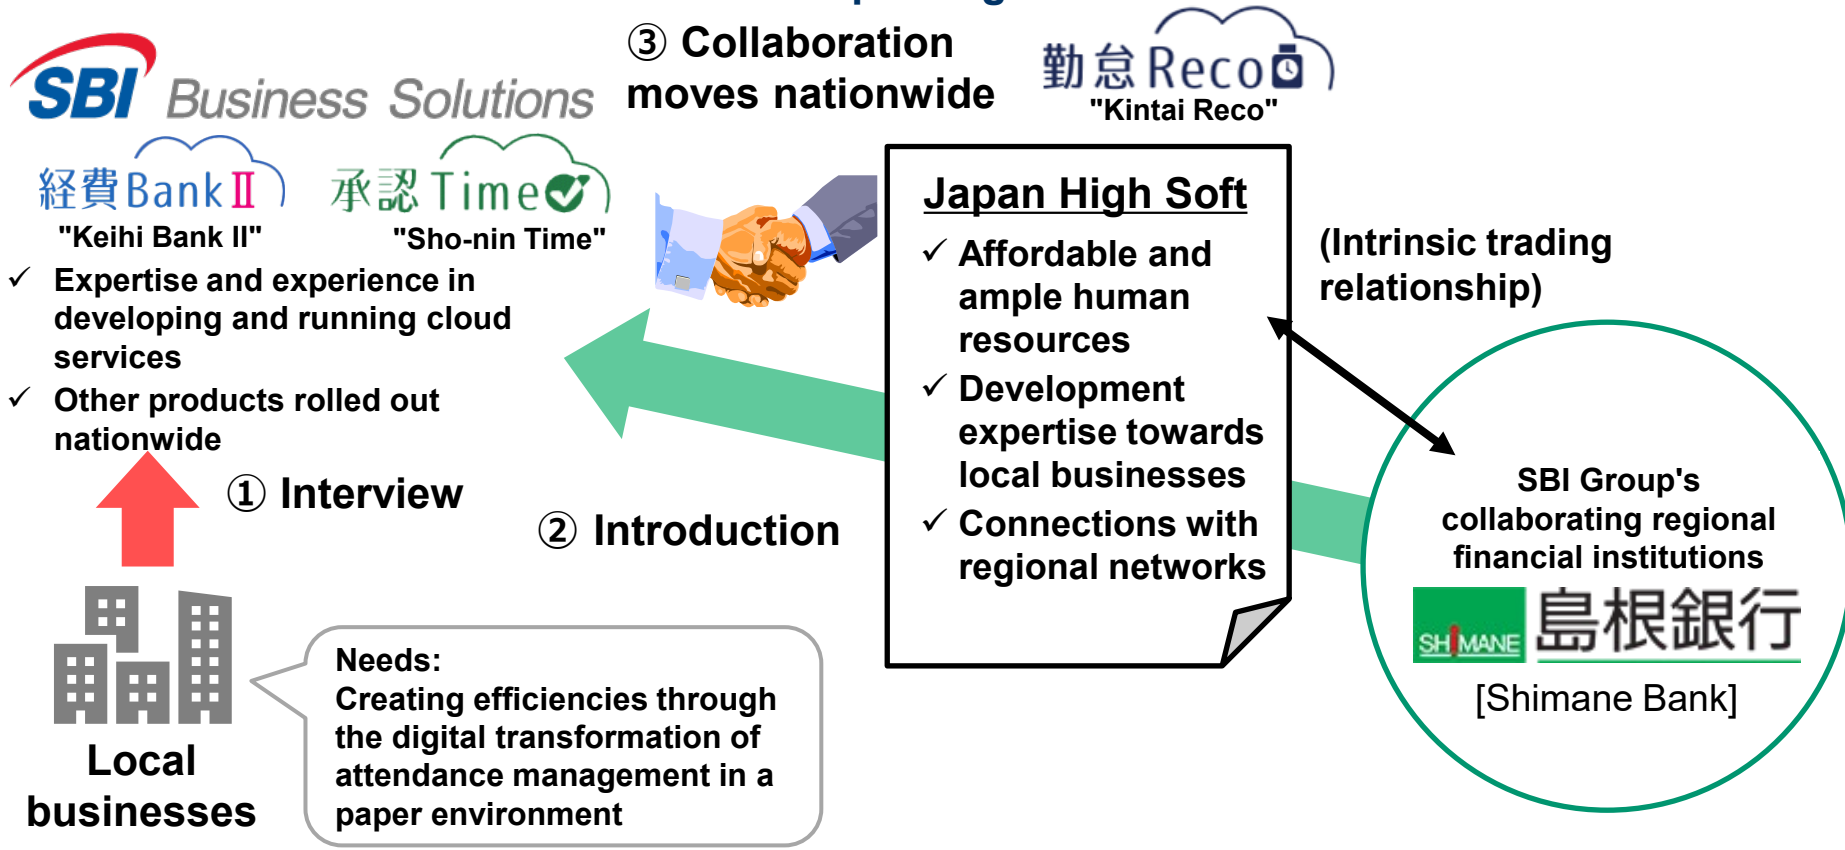 ③ Collaboration
moves nationwide
勤怠Reco
"Kintai Reco"
SBI Business Solutions
経費BankⅡ
"Keihi Bank II"
承認Time
"Sho-nin Time"
✓ Expertise and experience in
developing and running cloud
services
✓ Other products rolled out
nationwide
① Interview
② Introduction
Japan High Soft
✓ Affordable and
ample human
resources
✓ Development
expertise towards
local businesses
✓ Connections with
regional networks
(Intrinsic trading
relationship)
SBI Group's
collaborating regional
financial institutions
SHIMANE 島根銀行
[Shimane Bank]
Local
businesses
Needs:
Creating efficiencies through
the digital transformation of
attendance management in a
paper environment